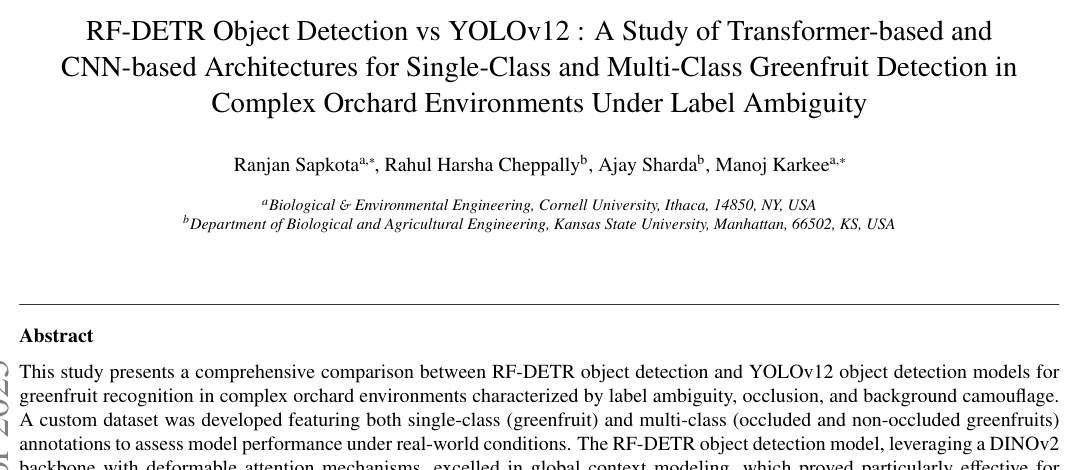 RF-DETR Object Detection vs YOLOv12 : A Study of Transformer-based and
CNN-based Architectures for Single-Class and Multi-Class Greenfruit Detection in
Complex Orchard Environments Under Label Ambiguity
Ranjan Sapkotaᵃ,*, Rahul Harsha Cheppallyᵇ, Ajay Shardaᵇ, Manoj Karkeeᵃ,*
ᵃBiological & Environmental Engineering, Cornell University, Ithaca, 14850, NY, USA
ᵇDepartment of Biological and Agricultural Engineering, Kansas State University, Manhattan, 66502, KS, USA
Abstract
This study presents a comprehensive comparison between RF-DETR object detection and YOLOv12 object detection models for
greenfruit recognition in complex orchard environments characterized by label ambiguity, occlusion, and background camouflage.
A custom dataset was developed featuring both single-class (greenfruit) and multi-class (occluded and non-occluded greenfruits)
annotations to assess model performance under real-world conditions. The RF-DETR object detection model, leveraging a DINOv2
backbone with deformable attention mechanisms, excelled in global context modeling, which proved particularly effective for